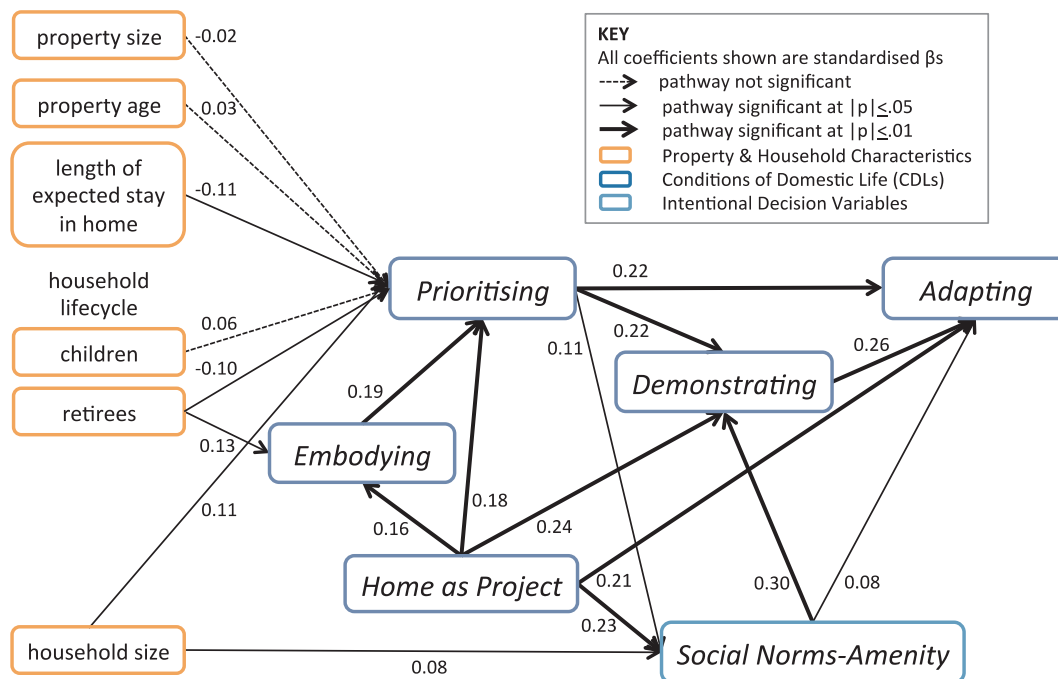 property size
-0.02
property age
0.03
length of
expected stay
in home
-0.11
household
lifecycle
children
0.06
retirees
-0.10
0.13
0.11
household size
0.08
KEY
All coefficients shown are standardised βs
pathway not significant
pathway significant at |p|≤.05
pathway significant at |p|≤.01
Property & Household Characteristics
Conditions of Domestic Life (CDLs)
Intentional Decision Variables
Prioritising
0.22
Adapting
0.22
0.11
0.26
Demonstrating
0.19
Embodying
0.18
0.16
0.24
Home as Project
0.21
0.23
0.30
0.08
Social Norms-Amenity